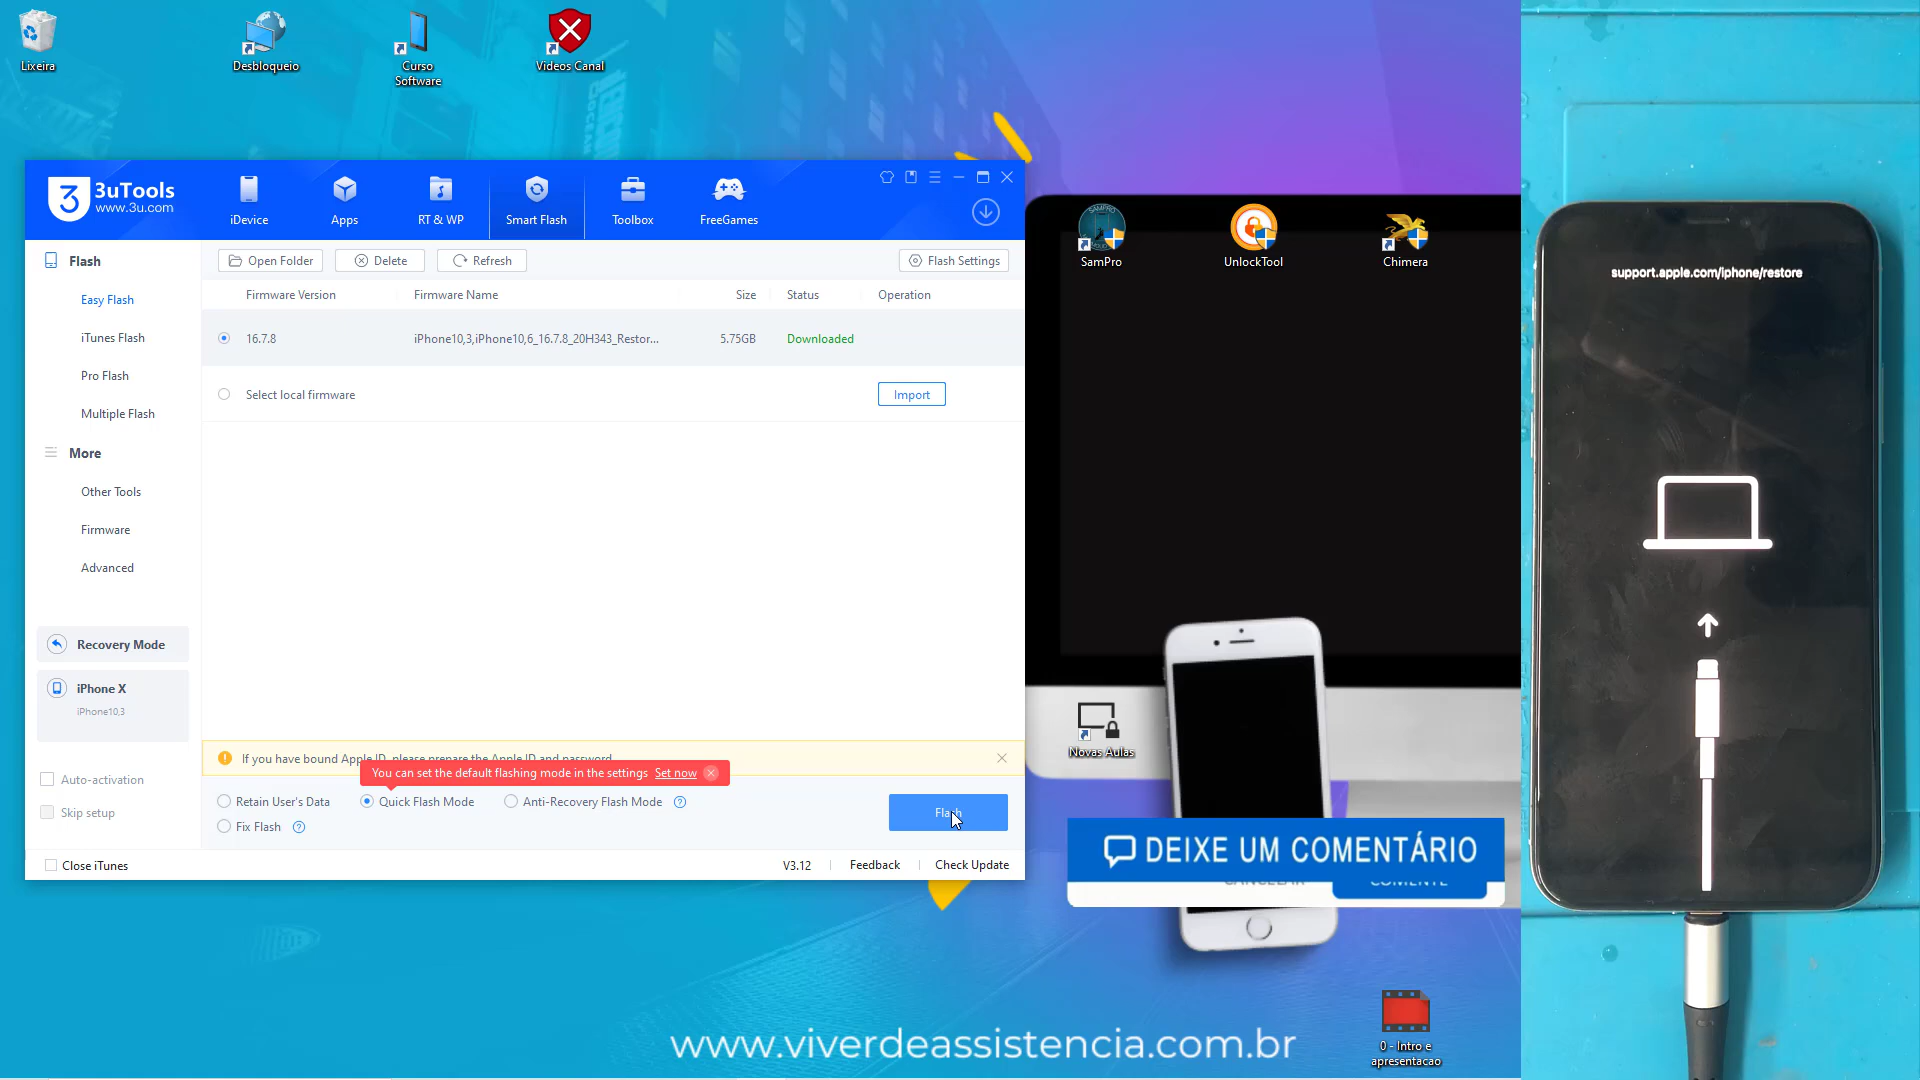 Lixeira
Desbloqueio
Curso
Software
Videos Canal
3
3uTools
www.3u.com
iDevice
Apps
RT & WP
Smart Flash
Toolbox
FreeGames
Flash
Easy Flash
iTunes Flash
Pro Flash
Multiple Flash
More
Other Tools
Firmware
Advanced
Recovery Mode
iPhone X
iPhone10,3
Auto-activation
Skip setup
Open Folder
Delete
Refresh
Flash Settings
Firmware Version
Firmware Name
Size
Status
Operation
16.7.8
iPhone10,3,iPhone10,6_16.7.8_20H343_Restor...
5.75GB
Downloaded
Select local firmware
Import
If you have bound Apple ID, please prepare the Apple ID and password
You can set the default flashing mode in the settings Set now
Retain User's Data
Quick Flash Mode
Anti-Recovery Flash Mode
Fix Flash
Flash
Close iTunes
V3.12
Feedback
Check Update
SAMPRO
SamPro
UnlockTool
Chimera
Novas Aulas
DEIXE UM COMENTÁRIO
CANCELAR
COMENTE
www.viverdeassistencia.com.br
0 - Intro e
apresentacao
support.apple.com/iphone/restore